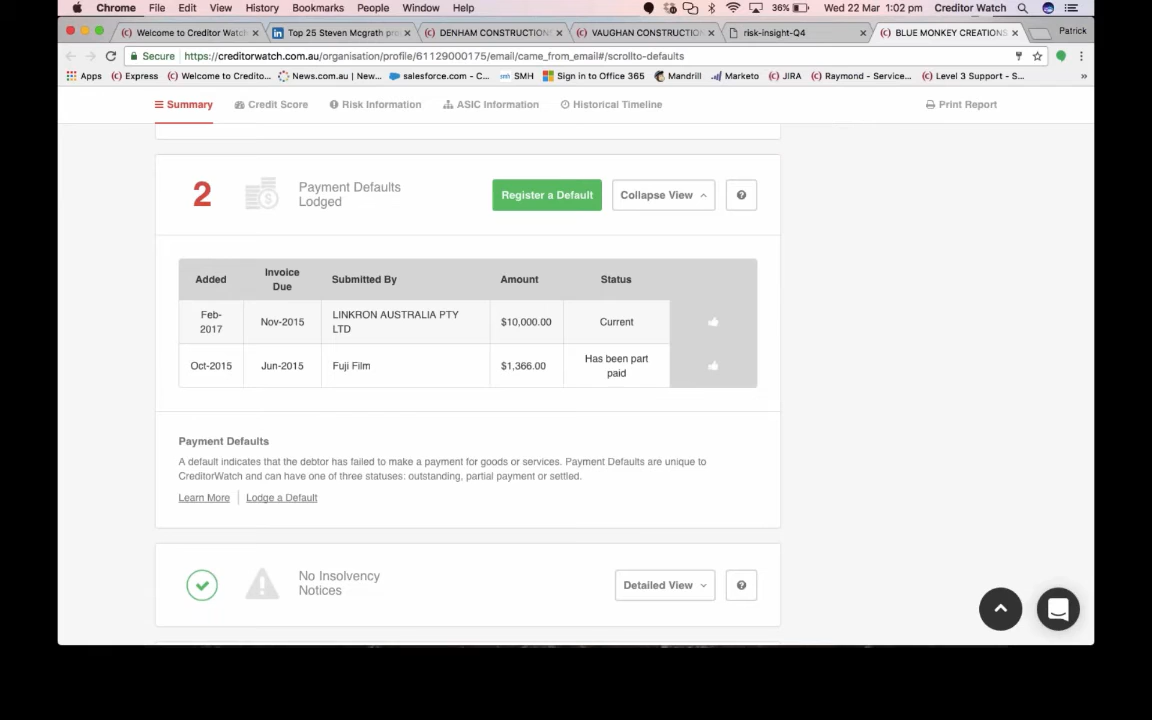 Chrome File Edit View History Bookmarks People Window Help 36% Wed 22 Mar 1:02 pm Creditor Watch
Welcome to Creditor Watch Top 25 Steven Mcgrath pro DENHAM CONSTRUCTION VAUGHAN CONSTRUCTI risk-insight-Q4 BLUE MONKEY CREATIONS Patrick
Secure https://creditorwatch.com.au/organisation/profile/61129000175/email/came_from_email#/scrollto-defaults
Apps Express Welcome to Credito... News.com.au | New... salesforce.com - C... SMH Sign in to Office 365 Mandrill Marketo JIRA Raymond - Service... Level 3 Support - S... »
Summary Credit Score Risk Information ASIC Information Historical Timeline Print Report
2 Payment Defaults
Lodged
Register a Default Collapse View ?
Added Invoice Due Submitted By Amount Status
Feb-2017 Nov-2015 LINKRON AUSTRALIA PTY LTD $10,000.00 Current
Oct-2015 Jun-2015 Fuji Film $1,366.00 Has been part paid
Payment Defaults
A default indicates that the debtor has failed to make a payment for goods or services. Payment Defaults are unique to
CreditorWatch and can have one of three statuses: outstanding, partial payment or settled.
Learn More | Lodge a Default
No Insolvency
Notices
Detailed View ?